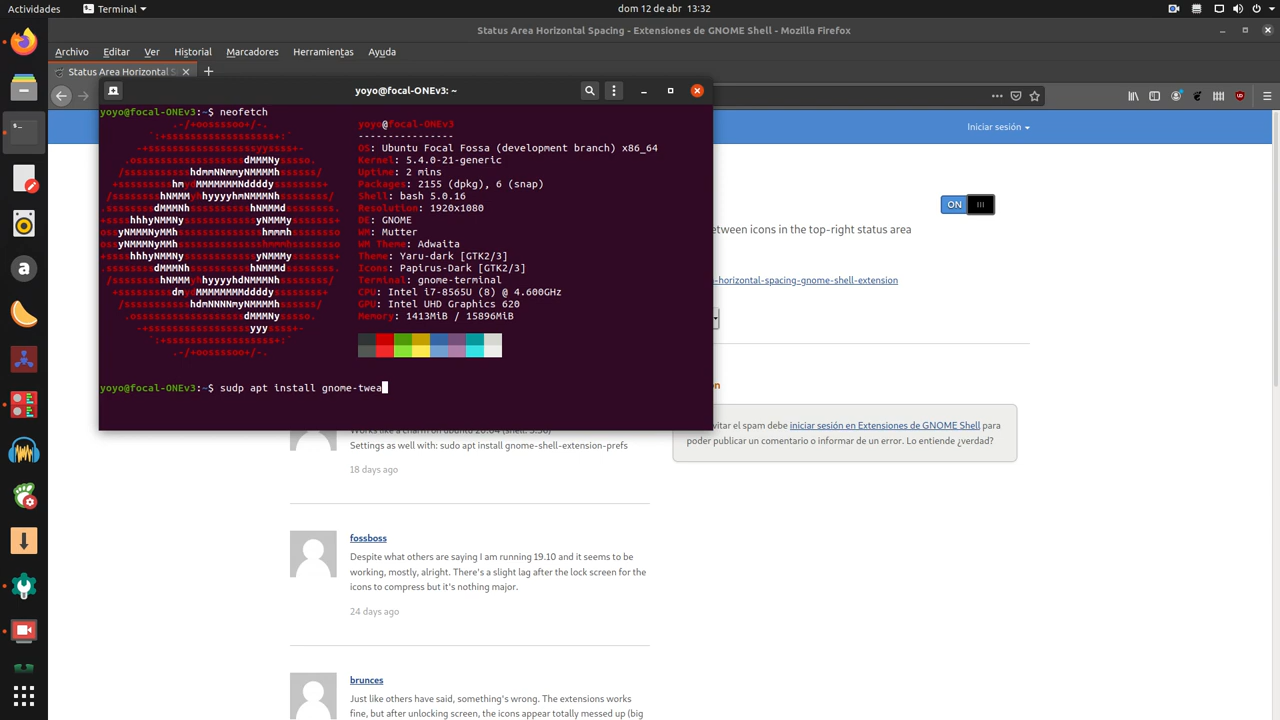 Actividades
Terminal
dom 12 de abr 13:32
Status Area Horizontal Spacing - Extensiones de GNOME Shell - Mozilla Firefox
Archivo Editar Ver Historial Marcadores Herramientas Ayuda
Status Area Horizontal S
yoyo@focal-ONEv3: ~
Iniciar sesión
yoyo@focal-ONEv3:~$ neofetch
yoyo@focal-ONEv3
----------------
OS: Ubuntu Focal Fossa (development branch) x86_64
Kernel: 5.4.0-21-generic
Uptime: 2 mins
Packages: 2155 (dpkg), 6 (snap)
Shell: bash 5.0.16
Resolution: 1920x1080
DE: GNOME
WM: Mutter
WM Theme: Adwaita
Theme: Yaru-dark [GTK2/3]
Icons: Papirus-Dark [GTK2/3]
Terminal: gnome-terminal
CPU: Intel i7-8565U (8) @ 4.600GHz
GPU: Intel UHD Graphics 620
Memory: 1413MiB / 15896MiB
yoyo@focal-ONEv3:~$ sudp apt install gnome-twea
ON
etween icons in the top-right status area
-horizontal-spacing-gnome-shell-extension
on
vitar el spam debe iniciar sesión en Extensiones de GNOME Shell para
poder publicar un comentario o informar de un error. Lo entiende ¿verdad?
Settings as well with: sudo apt install gnome-shell-extension-prefs
18 days ago
fossboss
Despite what others are saying I am running 19.10 and it seems to be
working, mostly, alright. There's a slight lag after the lock screen for the
icons to compress but it's nothing major.
24 days ago
brunces
Just like others have said, something's wrong. The extensions works
fine, but after unlocking screen, the icons appear totally messed up (big